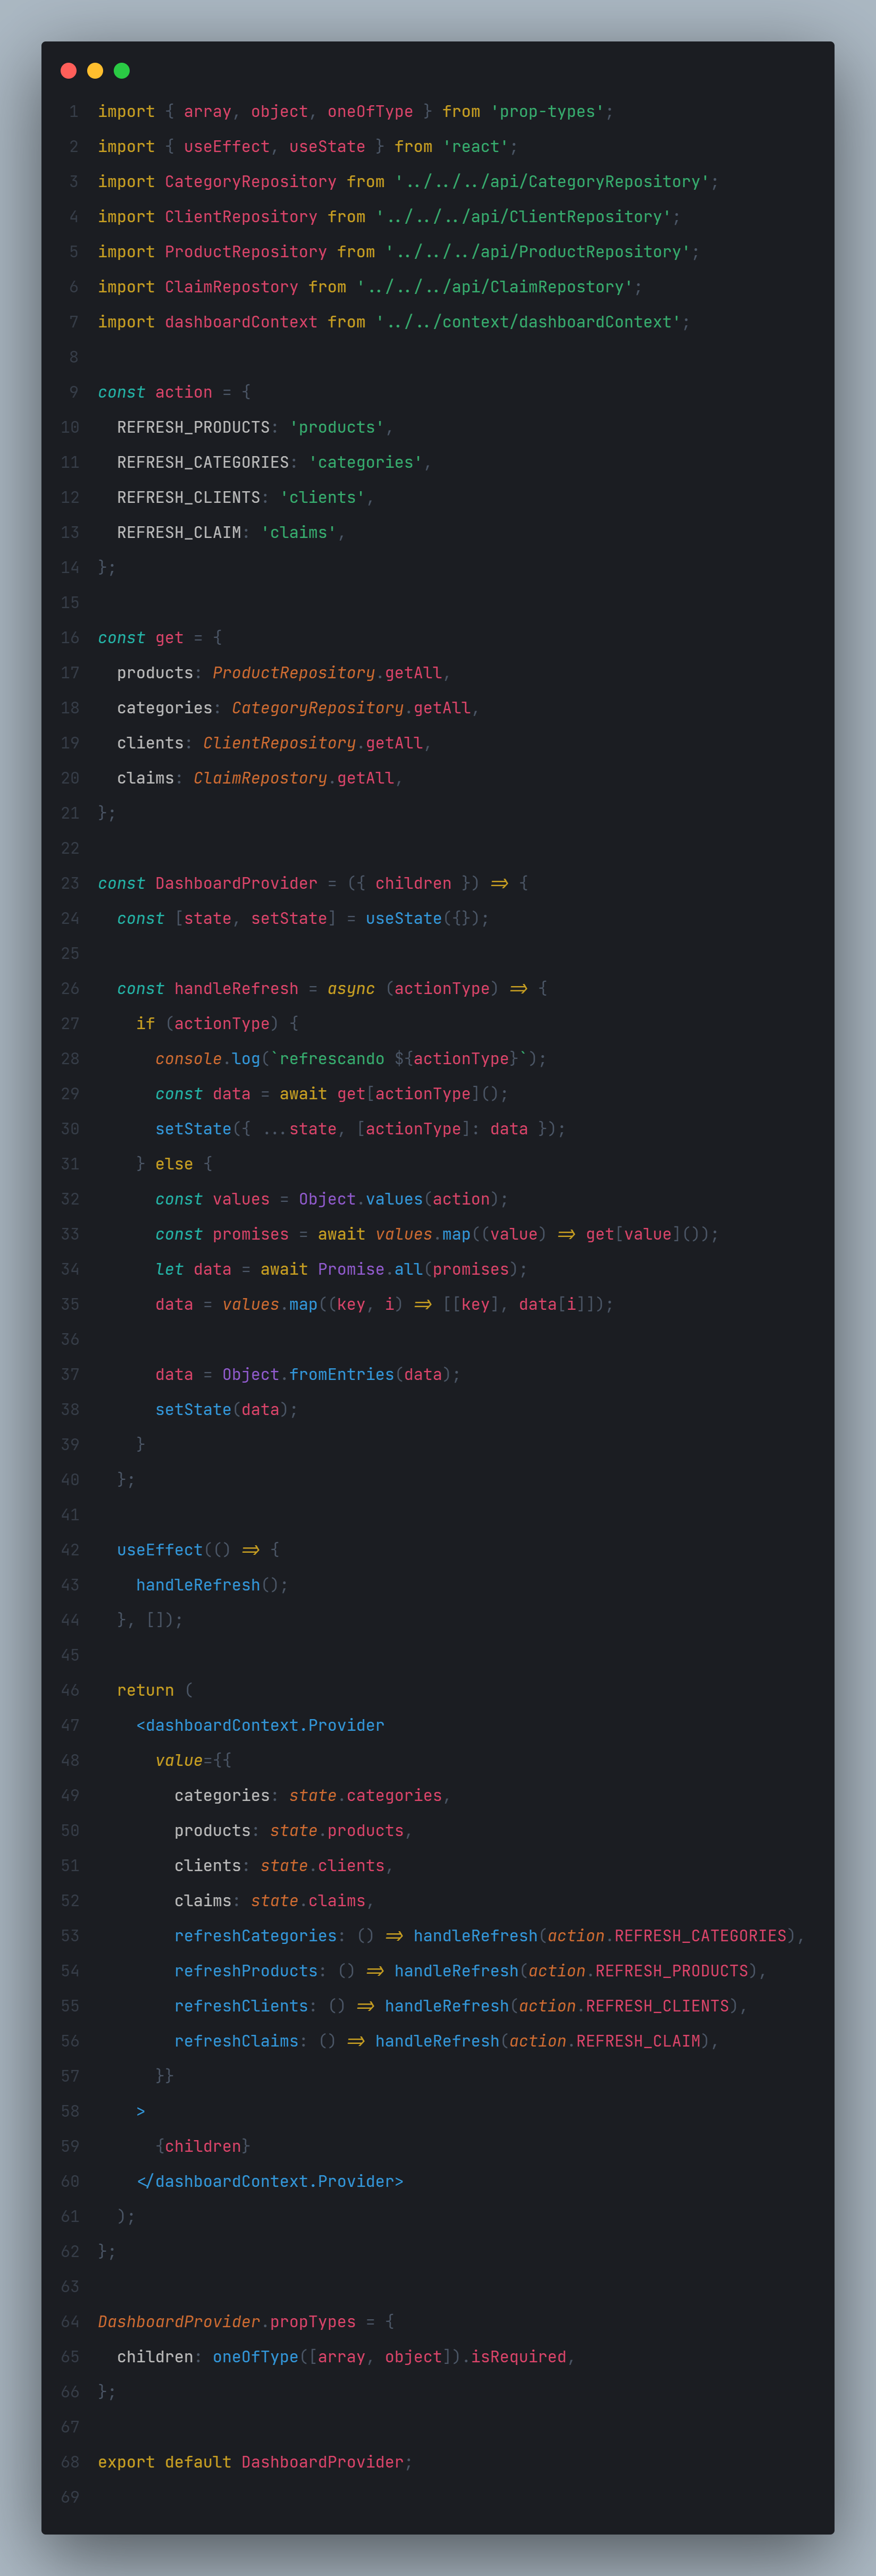 1 import { array, object, oneOfType } from 'prop-types';
2 import { useEffect, useState } from 'react';
3 import CategoryRepository from '../../../api/CategoryRepository';
4 import ClientRepository from '../../../api/ClientRepository';
5 import ProductRepository from '../../../api/ProductRepository';
6 import ClaimRepostory from '../../../api/ClaimRepostory';
7 import dashboardContext from '../../context/dashboardContext';
8
9 const action = {
10   REFRESH_PRODUCTS: 'products',
11   REFRESH_CATEGORIES: 'categories',
12   REFRESH_CLIENTS: 'clients',
13   REFRESH_CLAIM: 'claims',
14 };
15
16 const get = {
17   products: ProductRepository.getAll,
18   categories: CategoryRepository.getAll,
19   clients: ClientRepository.getAll,
20   claims: ClaimRepostory.getAll,
21 };
22
23 const DashboardProvider = ({ children }) => {
24   const [state, setState] = useState({});
25
26   const handleRefresh = async (actionType) => {
27     if (actionType) {
28       console.log(`refrescando ${actionType}`);
29       const data = await get[actionType]();
30       setState({ ...state, [actionType]: data });
31     } else {
32       const values = Object.values(action);
33       const promises = await values.map((value) => get[value]());
34       let data = await Promise.all(promises);
35       data = values.map((key, i) => [[key], data[i]]);
36
37       data = Object.fromEntries(data);
38       setState(data);
39     }
40   };
41
42   useEffect(() => {
43     handleRefresh();
44   }, []);
45
46   return (
47     <dashboardContext.Provider
48       value={{
49         categories: state.categories,
50         products: state.products,
51         clients: state.clients,
52         claims: state.claims,
53         refreshCategories: () => handleRefresh(action.REFRESH_CATEGORIES),
54         refreshProducts: () => handleRefresh(action.REFRESH_PRODUCTS),
55         refreshClients: () => handleRefresh(action.REFRESH_CLIENTS),
56         refreshClaims: () => handleRefresh(action.REFRESH_CLAIM),
57       }}
58     >
59       {children}
60     </dashboardContext.Provider>
61   );
62 };
63
64 DashboardProvider.propTypes = {
65   children: oneOfType([array, object]).isRequired,
66 };
67
68 export default DashboardProvider;
69